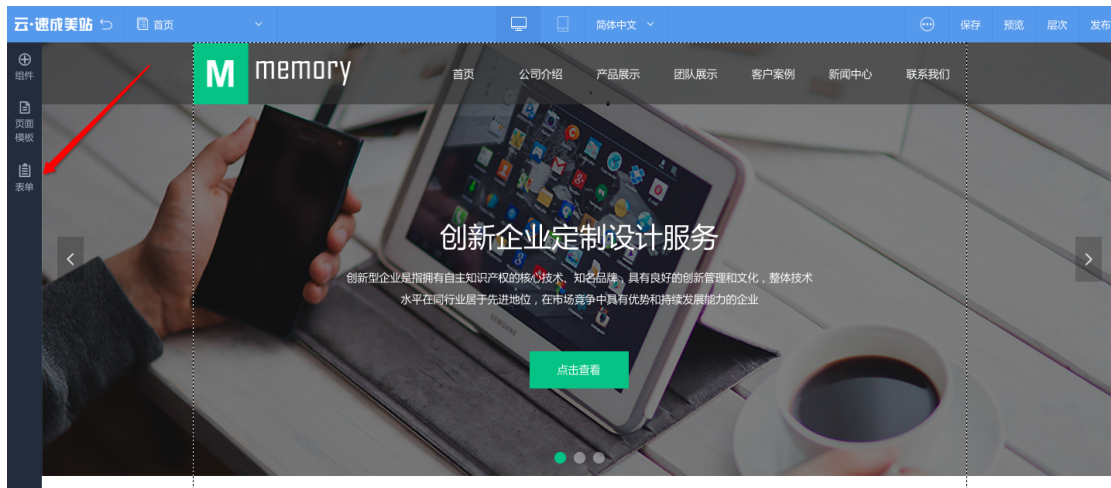 云·速成美站 首页 简体中文 保存 预览 层次 发布
组件
页面
模板
表单
M memory 首页 公司介绍 产品展示 团队展示 客户案例 新闻中心 联系我们
创新企业定制设计服务
创新型企业是指拥有自主知识产权的核心技术、知名品牌，具有良好的创新管理和文化，整体技术
水平在同行业居于先进地位，在市场竞争中具有优势和持续发展能力的企业
SAMSUNG
点击查看